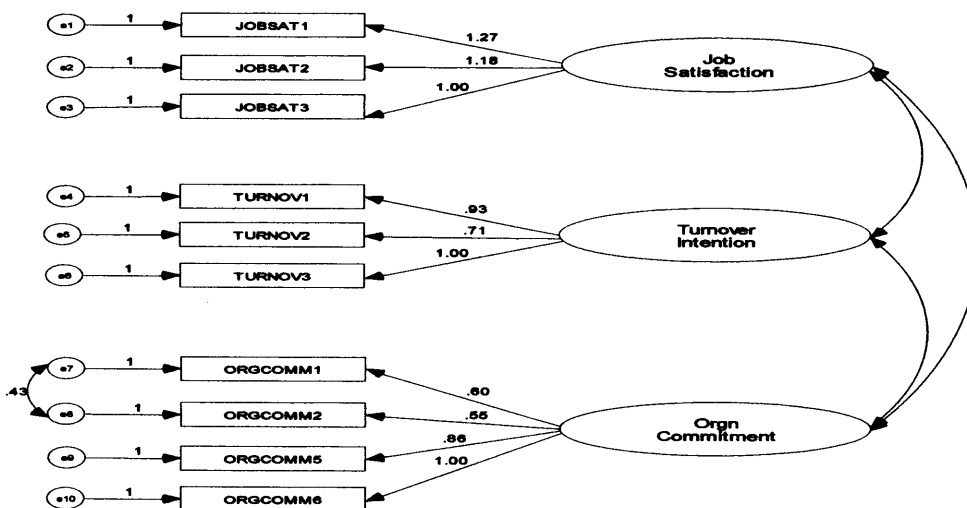 e1 1 JOBSAT1
1.27
e2 1 JOBSAT2
1.18
e3 1 JOBSAT3
1.00
Job
Satisfaction
e4 1 TURNOV1
.93
e5 1 TURNOV2
.71
e6 1 TURNOV3
1.00
Turnover
Intention
e7 1 ORGCOMM1
.60
.43
e8 1 ORGCOMM2
.55
e9 1 ORGCOMM5
.86
e10 1 ORGCOMM6
1.00
Orgn
Commitment